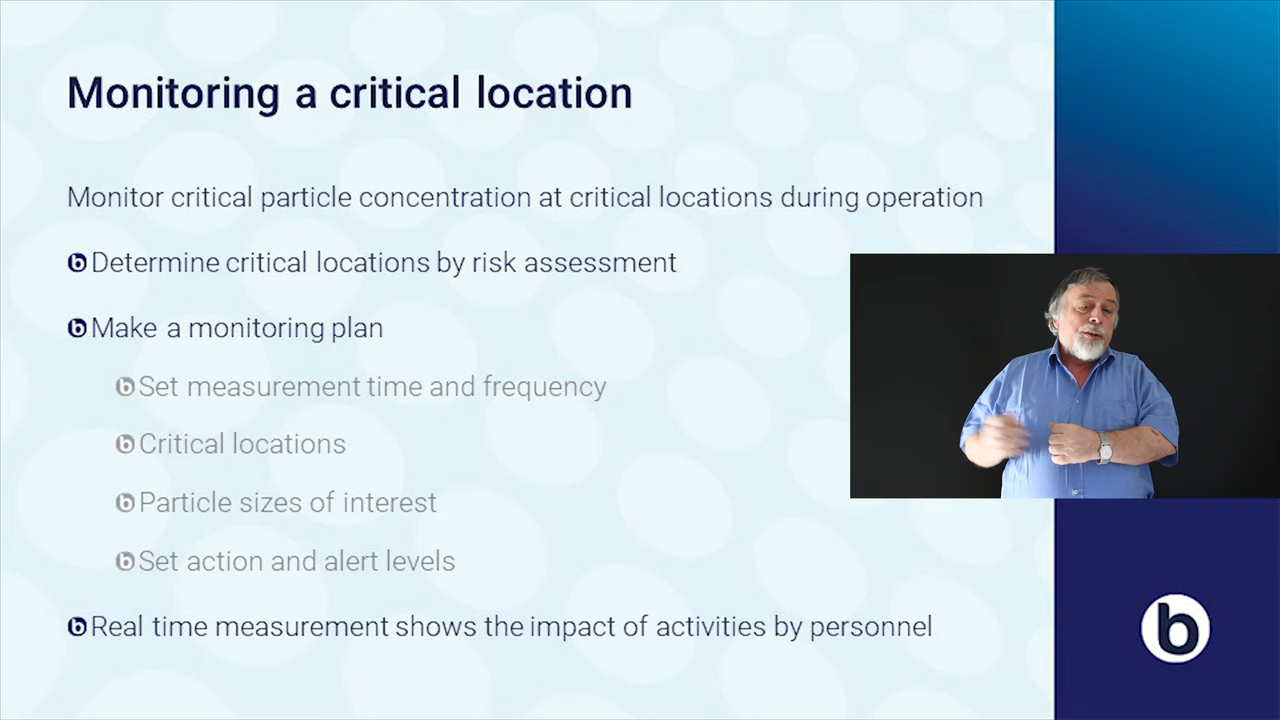 Monitoring a critical location
Monitor critical particle concentration at critical locations during operation
Determine critical locations by risk assessment
Make a monitoring plan
Set measurement time and frequency
Critical locations
Particle sizes of interest
Set action and alert levels
Real time measurement shows the impact of activities by personnel
b